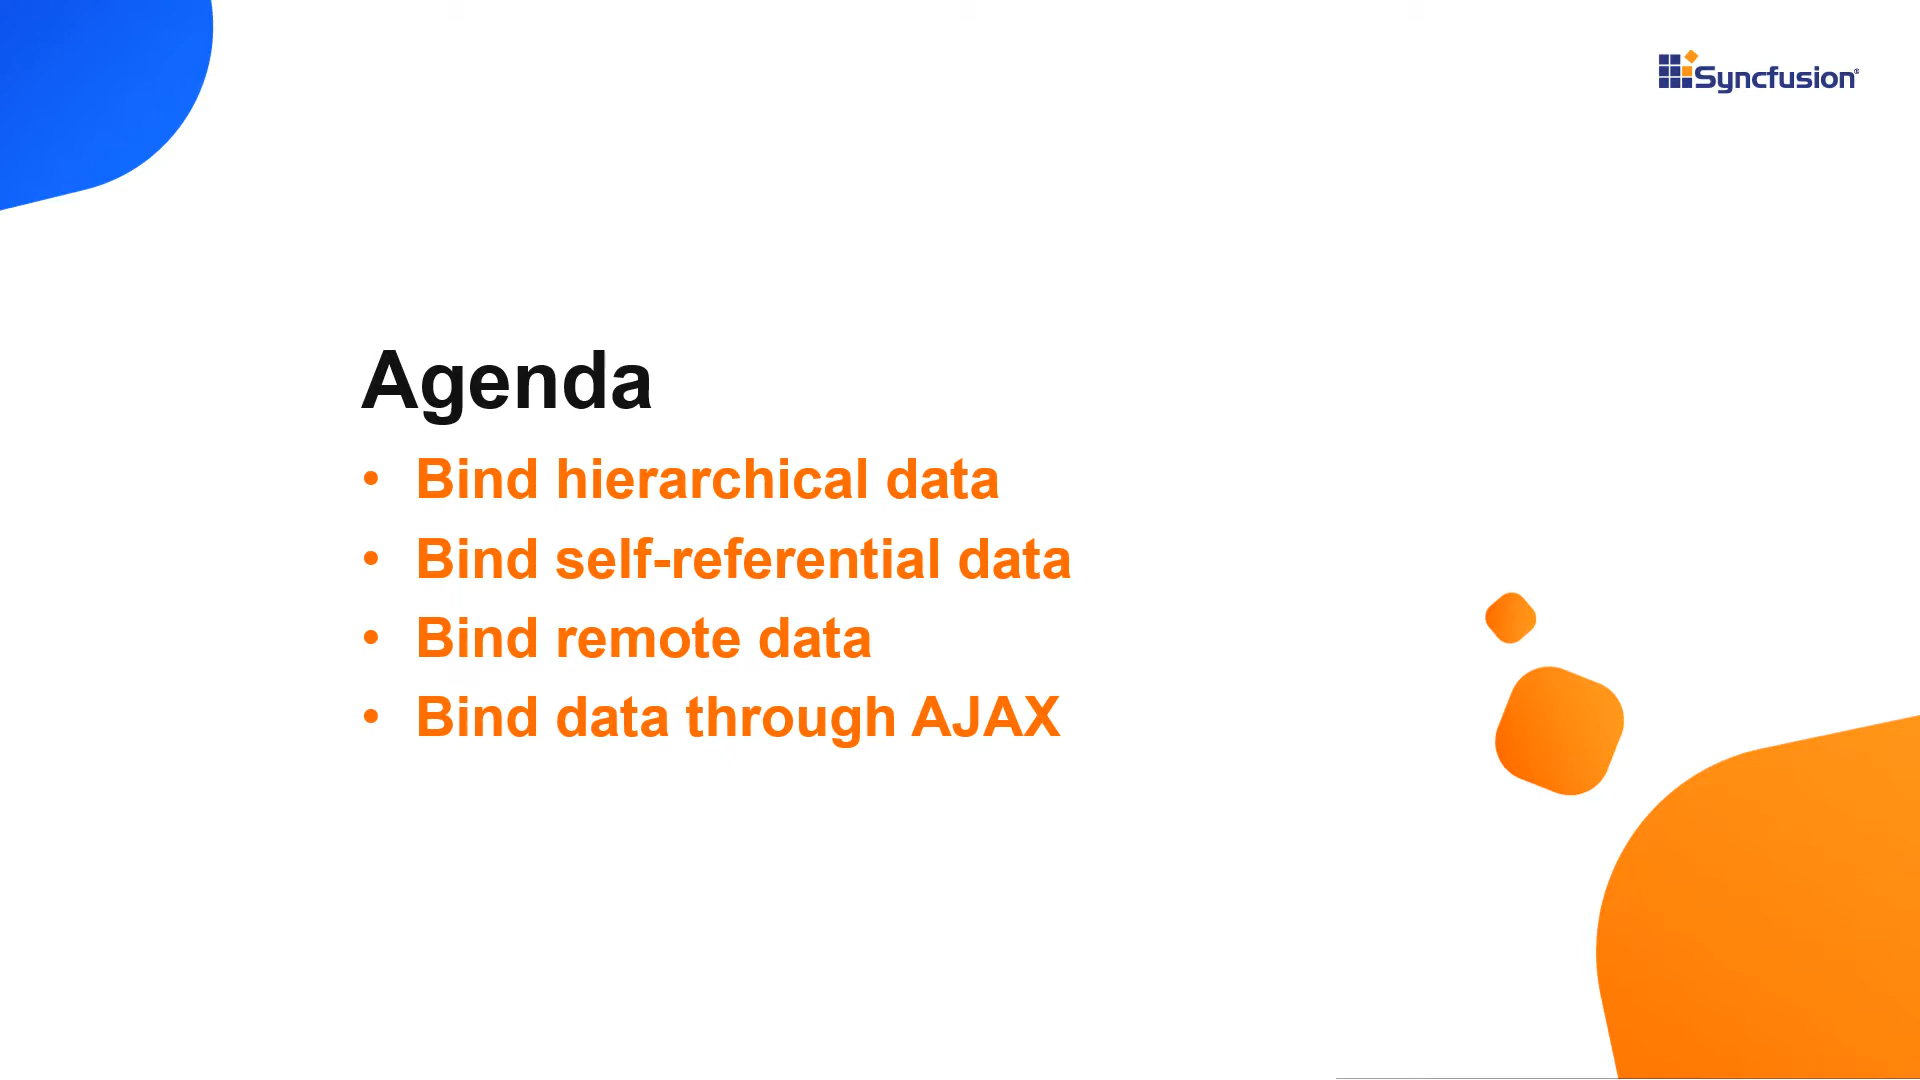 Syncfusion®
Agenda
• Bind hierarchical data
• Bind self-referential data
• Bind remote data
• Bind data through AJAX